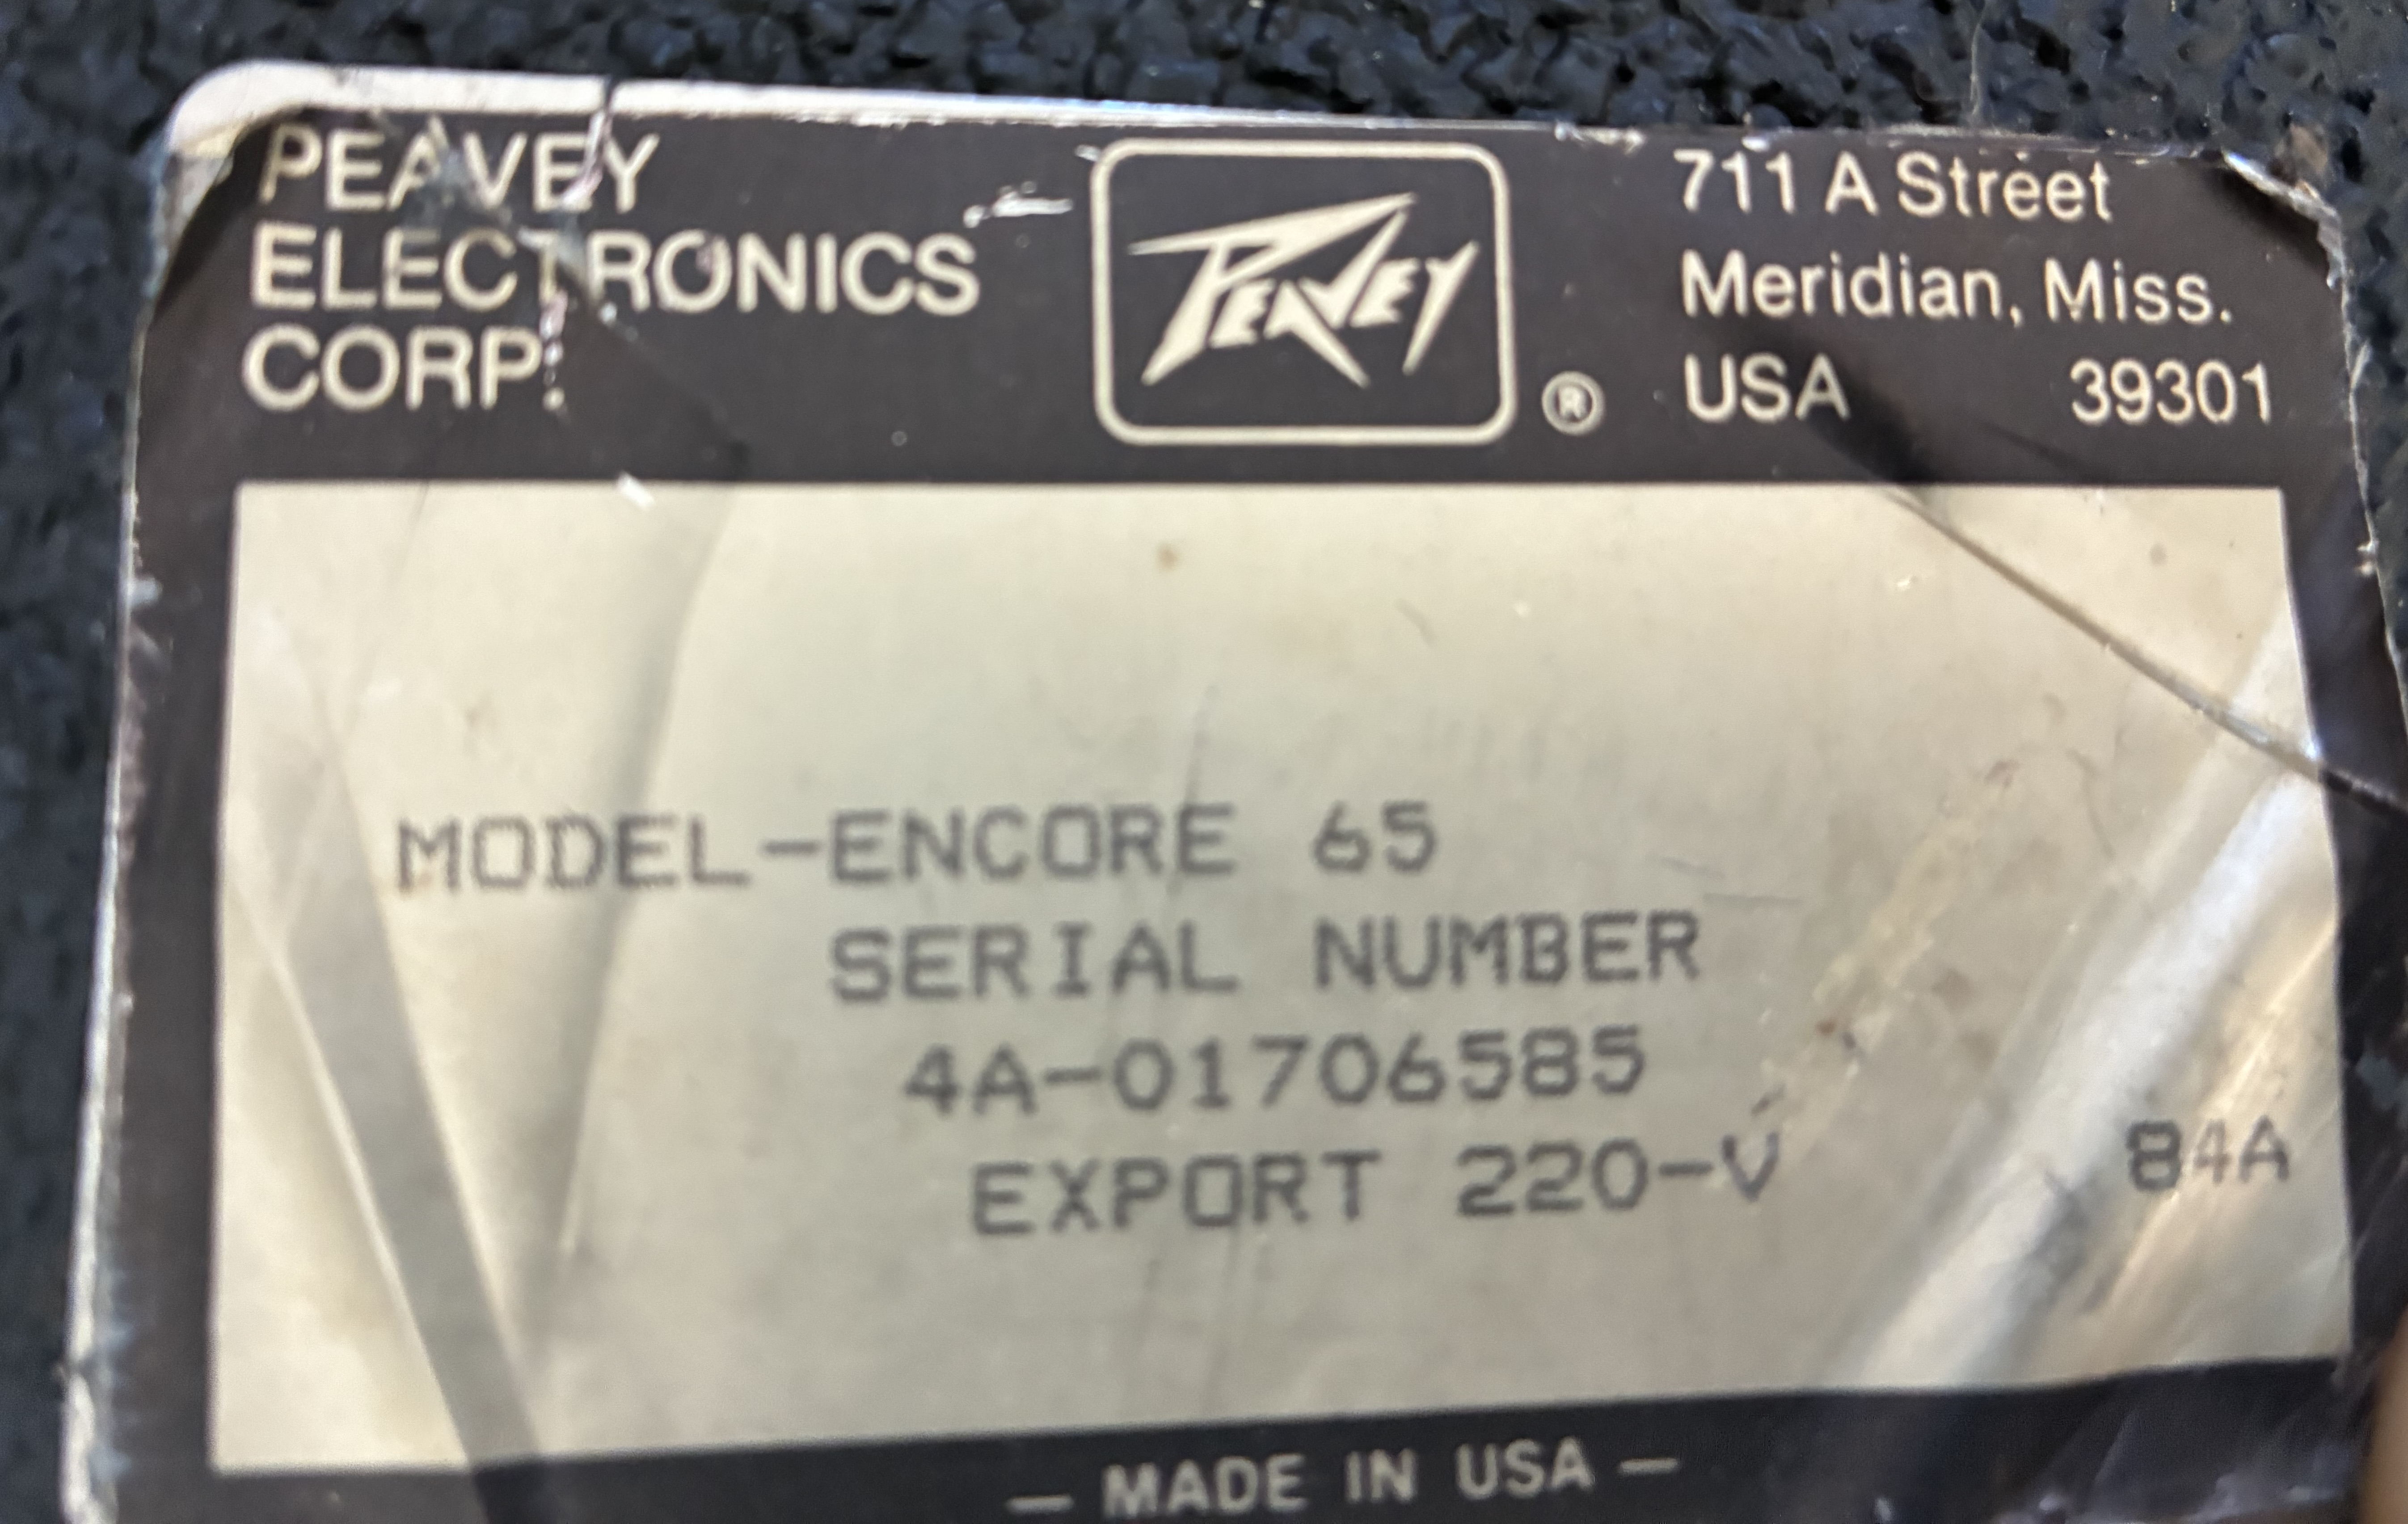 PEAVEY
ELECTRONICS
CORP.
PEAVEY
®
711 A Street
Meridian, Miss.
USA 39301
MODEL-ENCORE 65
SERIAL NUMBER
4A-01706585
EXPORT 220-V
84A
— MADE IN USA —